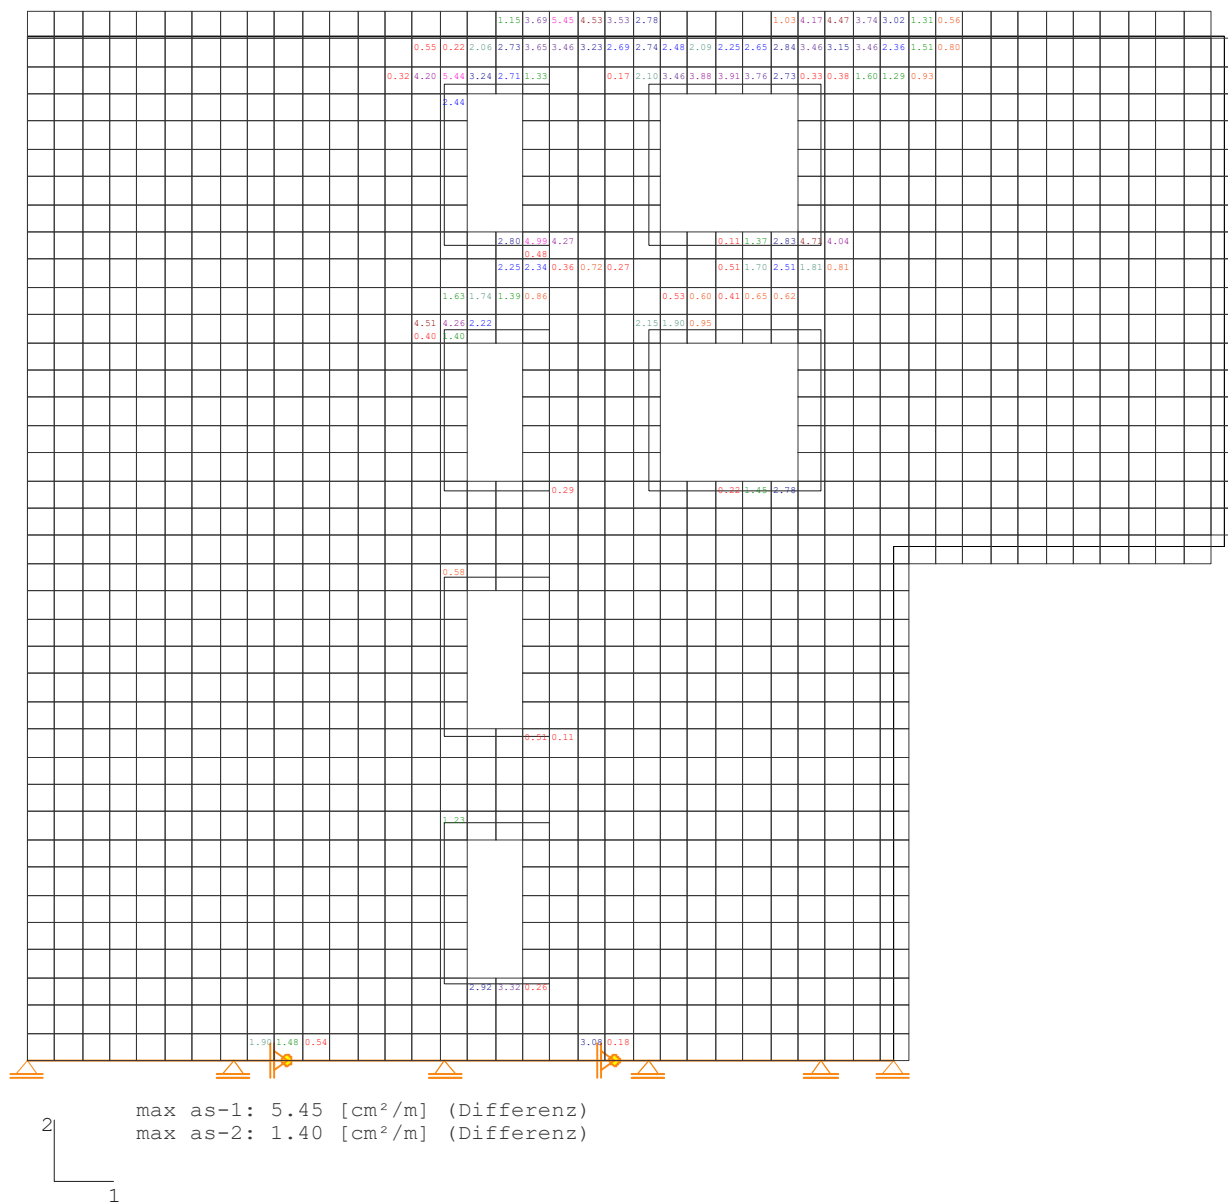 1.15 3.69 5.45 4.53 3.53 2.78 1.03 4.17 4.47 3.74 3.02 1.31 0.56
0.55 0.22 2.06 2.73 3.65 3.46 3.23 2.69 2.74 2.48 2.09 2.25 2.65 2.84 3.46 3.15 3.46 2.36 1.51 0.80
0.32 4.20 5.44 3.24 2.71 1.33 0.17 2.10 3.46 3.88 3.91 3.76 2.73 0.33 0.38 1.60 1.29 0.93
2.44
2.80 4.99 4.27 0.11 1.37 2.83 4.71 4.04
0.48
2.25 2.34 0.36 0.72 0.27 0.51 1.70 2.51 1.81 0.81
1.63 1.74 1.39 0.86 0.53 0.60 0.41 0.65 0.62
4.51 4.26 2.22 2.15 1.90 0.95
0.40 1.40
0.29 0.22 1.45 2.78
0.58
0.51 0.11
1.23
2.92 3.32 0.26
1.90 1.48 0.54 3.08 0.18
max as-1: 5.45 [cm²/m] (Differenz)
max as-2: 1.40 [cm²/m] (Differenz)
2
1